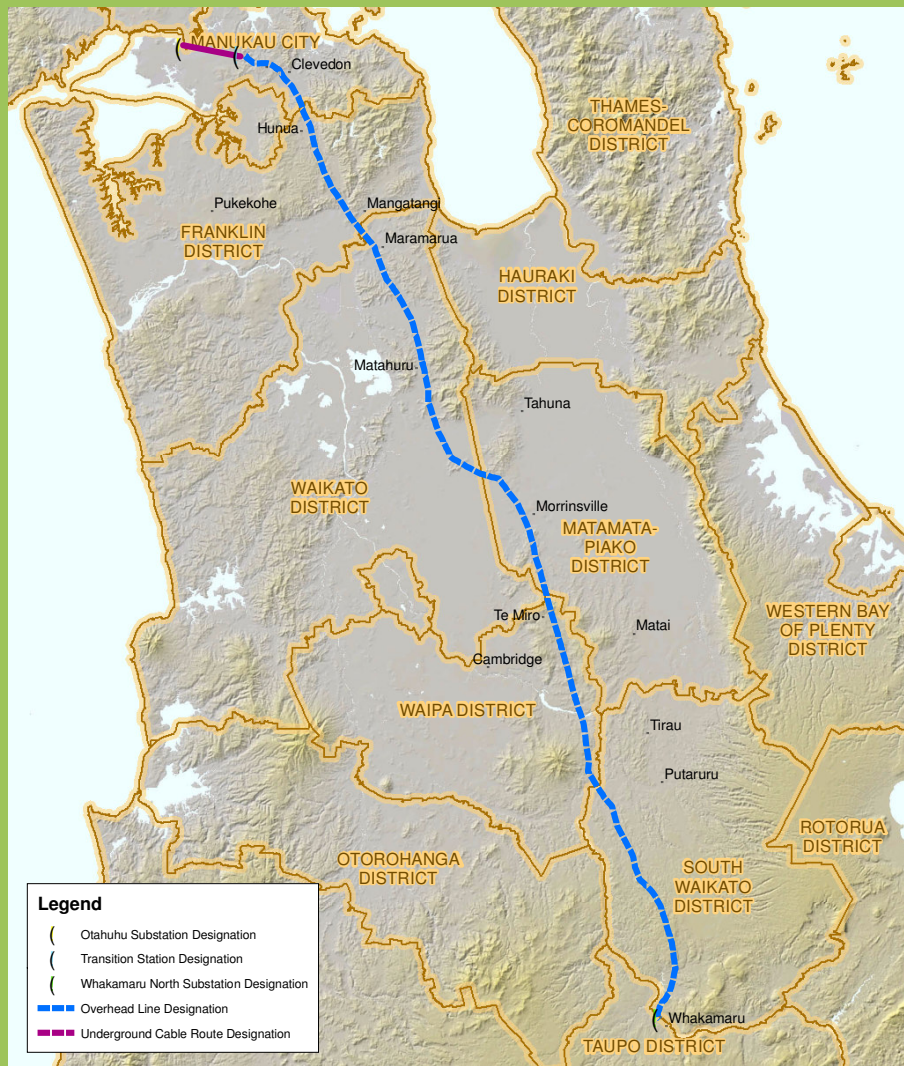 MANUKAU CITY
Clevedon
THAMES-
COROMANDEL
DISTRICT
Hunua
Pukekohe
Mangatangi
FRANKLIN
DISTRICT
Maramarua
HAURAKI
DISTRICT
Matahuru
Tahuna
WAIKATO
DISTRICT
Morrinsville
MATAMATA-
PIAKO
DISTRICT
Te Miro
Matai
WESTERN BAY
OF PLENTY
DISTRICT
Cambridge
WAIPA DISTRICT
Tirau
Putaruru
ROTORUA
DISTRICT
OTOROHANGA
DISTRICT
SOUTH
WAIKATO
DISTRICT
Legend
Otahuhu Substation Designation
Transition Station Designation
Whakamaru North Substation Designation
Overhead Line Designation
Underground Cable Route Designation
Whakamaru
TAUPO DISTRICT